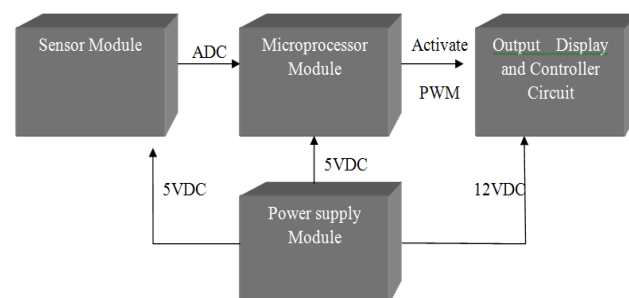 Sensor Module
ADC
Microprocessor
Module
Activate
PWM
Output Display
and Controller
Circuit
5VDC
5VDC
12VDC
Power supply
Module